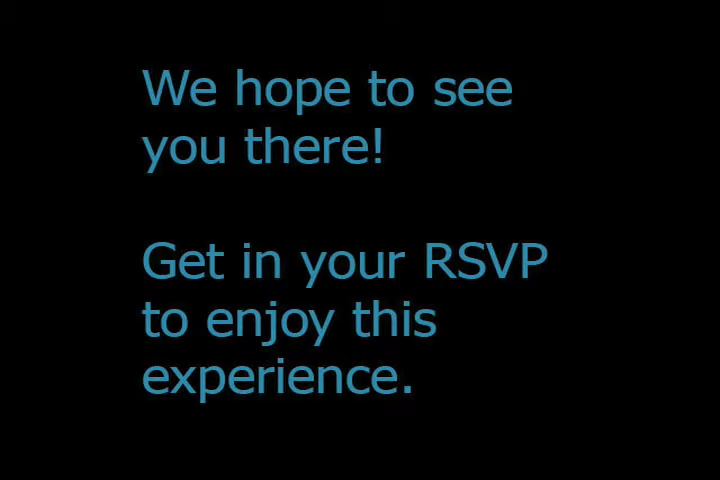 We hope to see
you there!
Get in your RSVP
to enjoy this
experience.